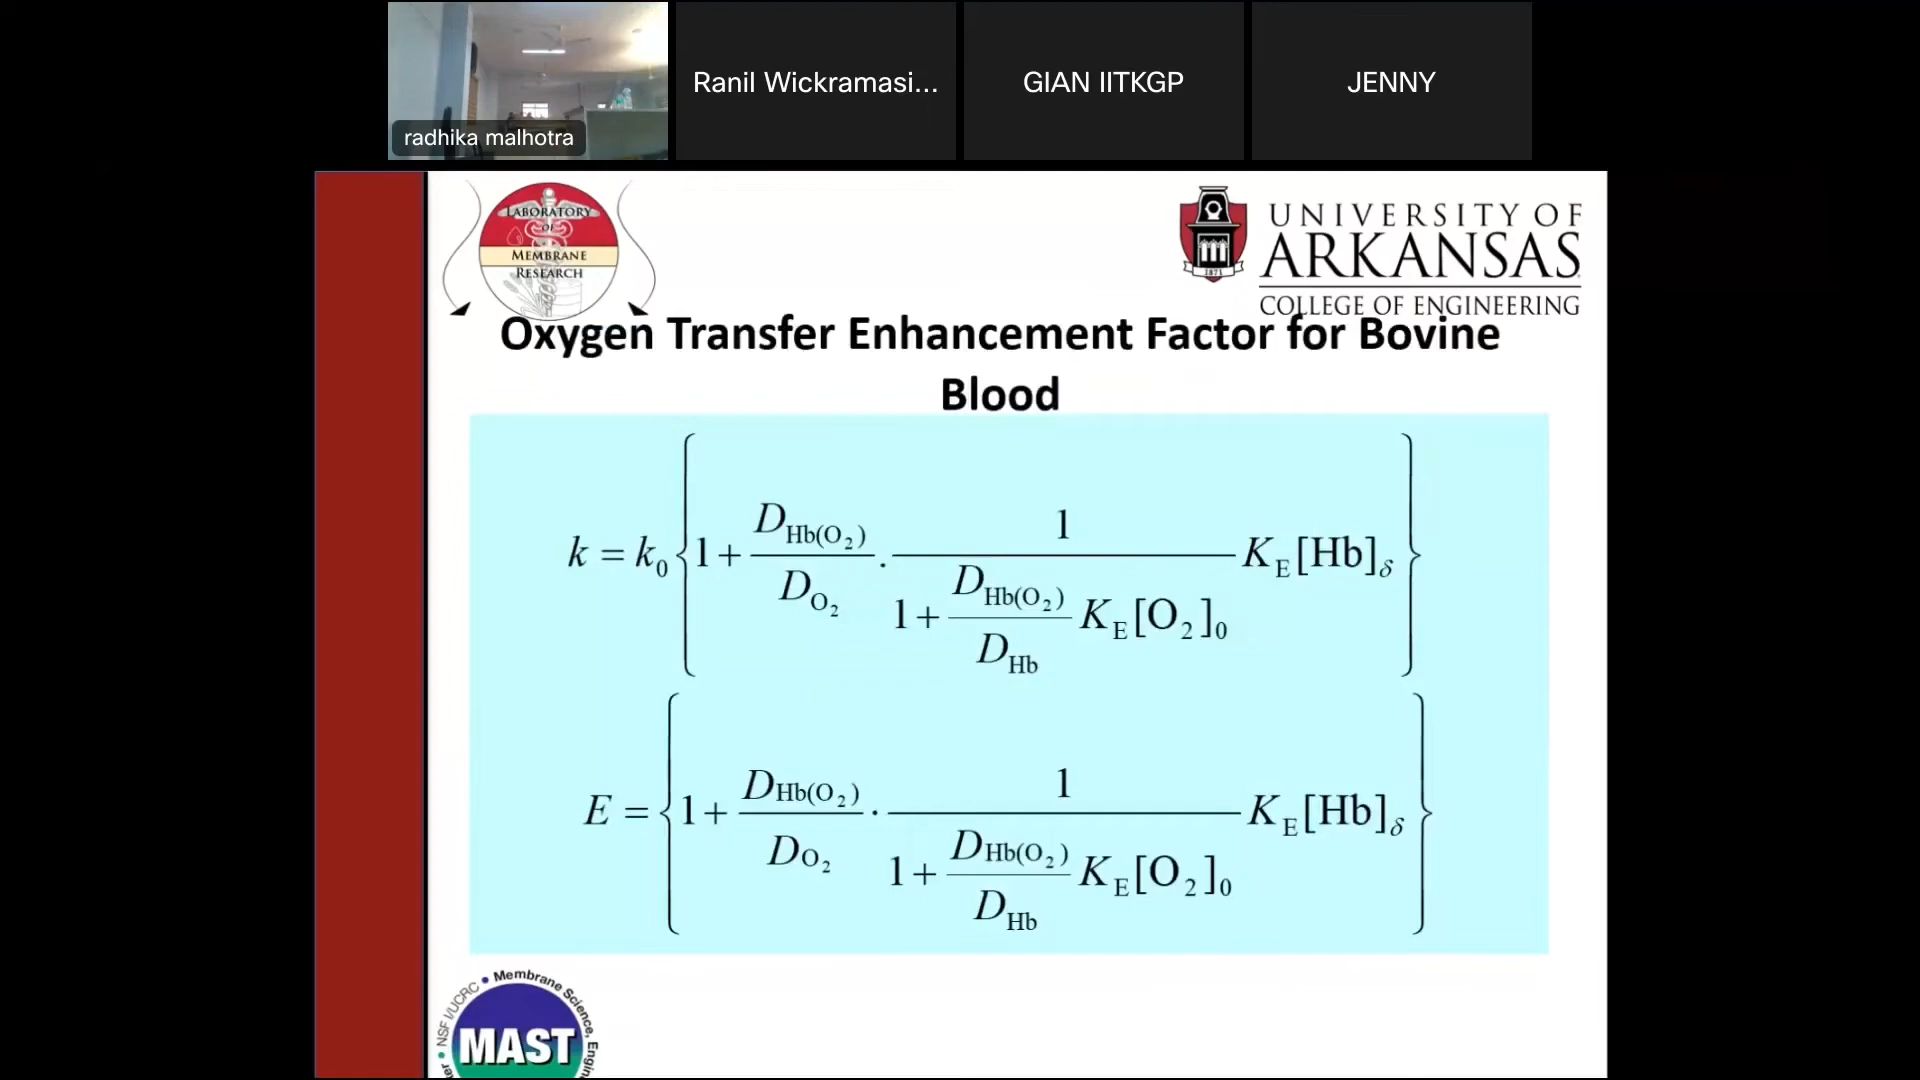 radhika malhotra
Ranil Wickramasi...
GIAN IITKGP
JENNY
LABORATORY
OF
MEMBRANE
RESEARCH
1871
UNIVERSITY OF
ARKANSAS
COLLEGE OF ENGINEERING
Oxygen Transfer Enhancement Factor for Bovine
Blood
k = k₀ { 1 + D_Hb(O₂) / D_O₂ · 1 / (1 + D_Hb(O₂) / D_Hb K_E[O₂]₀) K_E[Hb]_δ }
E = { 1 + D_Hb(O₂) / D_O₂ · 1 / (1 + D_Hb(O₂) / D_Hb K_E[O₂]₀) K_E[Hb]_δ }
NSF I/UCRC • Membrane Science,
MAST